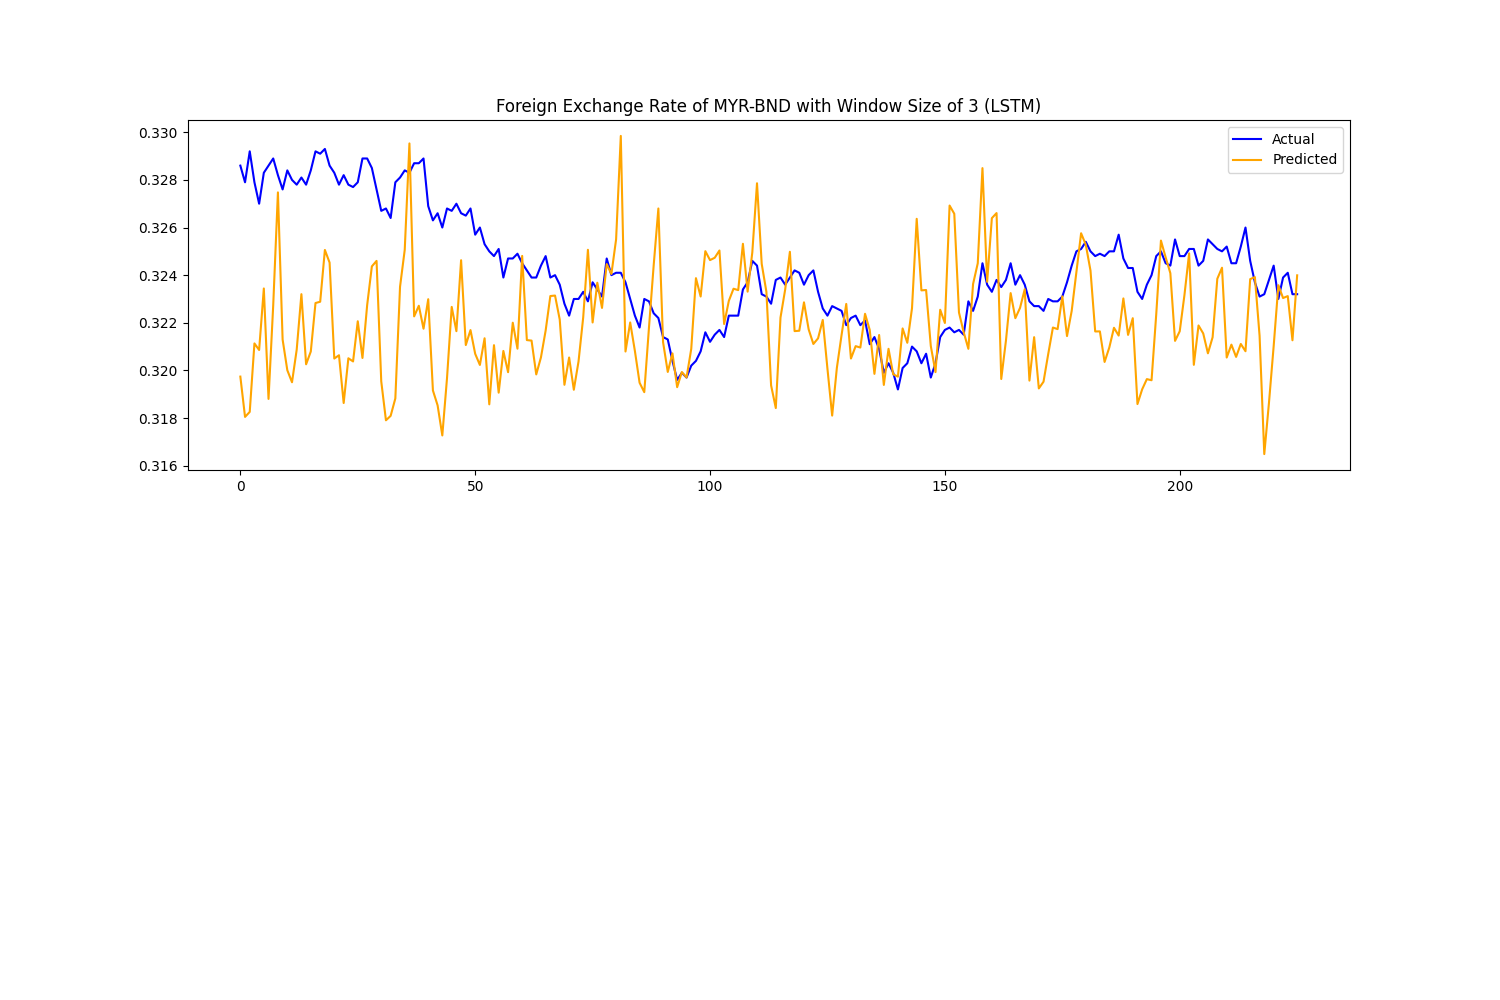 Foreign Exchange Rate of MYR-BND with Window Size of 3 (LSTM)
Actual
Predicted
0.330
0.328
0.326
0.324
0.322
0.320
0.318
0.316
0 50 100 150 200